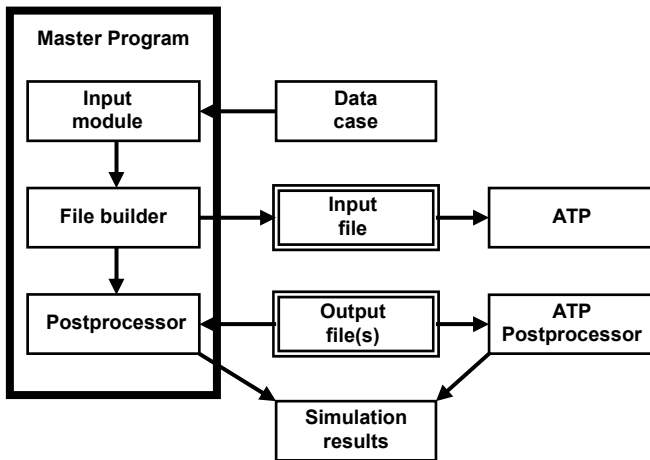 Master Program
Input
module
Data
case
File builder
Input
file
ATP
Postprocessor
Output
file(s)
ATP
Postprocessor
Simulation
results